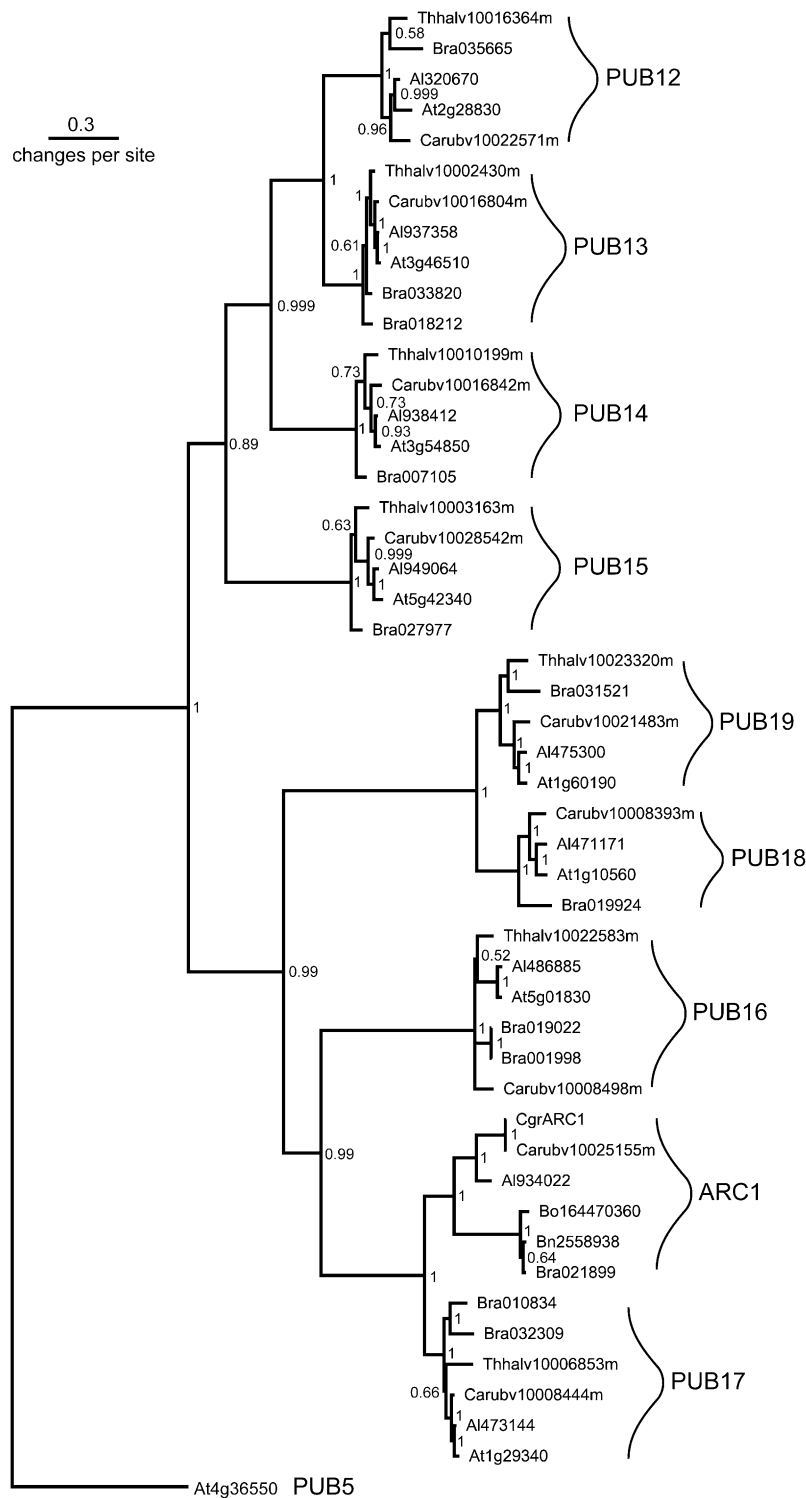 Thhalv10016364m
0.58
Bra035665
1
Al320670
PUB12
0.999
At2g28830
0.3
0.96
Carubv10022571m
changes per site
Thhalv10002430m
1
1
Carubv10016804m
1
Al937358
0.61
1
PUB13
At3g46510
1
Bra033820
0.999
Bra018212
Thhalv10010199m
0.73
Carubv10016842m
0.73
Al938412
PUB14
1
0.93
0.89
At3g54850
Bra007105
Thhalv10003163m
0.63
Carubv10028542m
0.999
Al949064
PUB15
1
1
At5g42340
Bra027977
Thhalv10023320m
1
Bra031521
1
1
Carubv10021483m
PUB19
1
Al475300
1
At1g60190
1
Carubv10008393m
1
Al471171
PUB18
1
1
At1g10560
Bra019924
Thhalv10022583m
0.52
Al486885
0.99
1
At5g01830
PUB16
1
Bra019022
1
Bra001998
Carubv10008498m
CgrARC1
1
Carubv10025155m
0.99
1
Al934022
ARC1
1
Bo164470360
1
Bn2558938
0.64
Bra021899
1
Bra010834
1
Bra032309
1
Thhalv10006853m
PUB17
0.66
Carubv10008444m
1
Al473144
1
At1g29340
At4g36550
PUB5